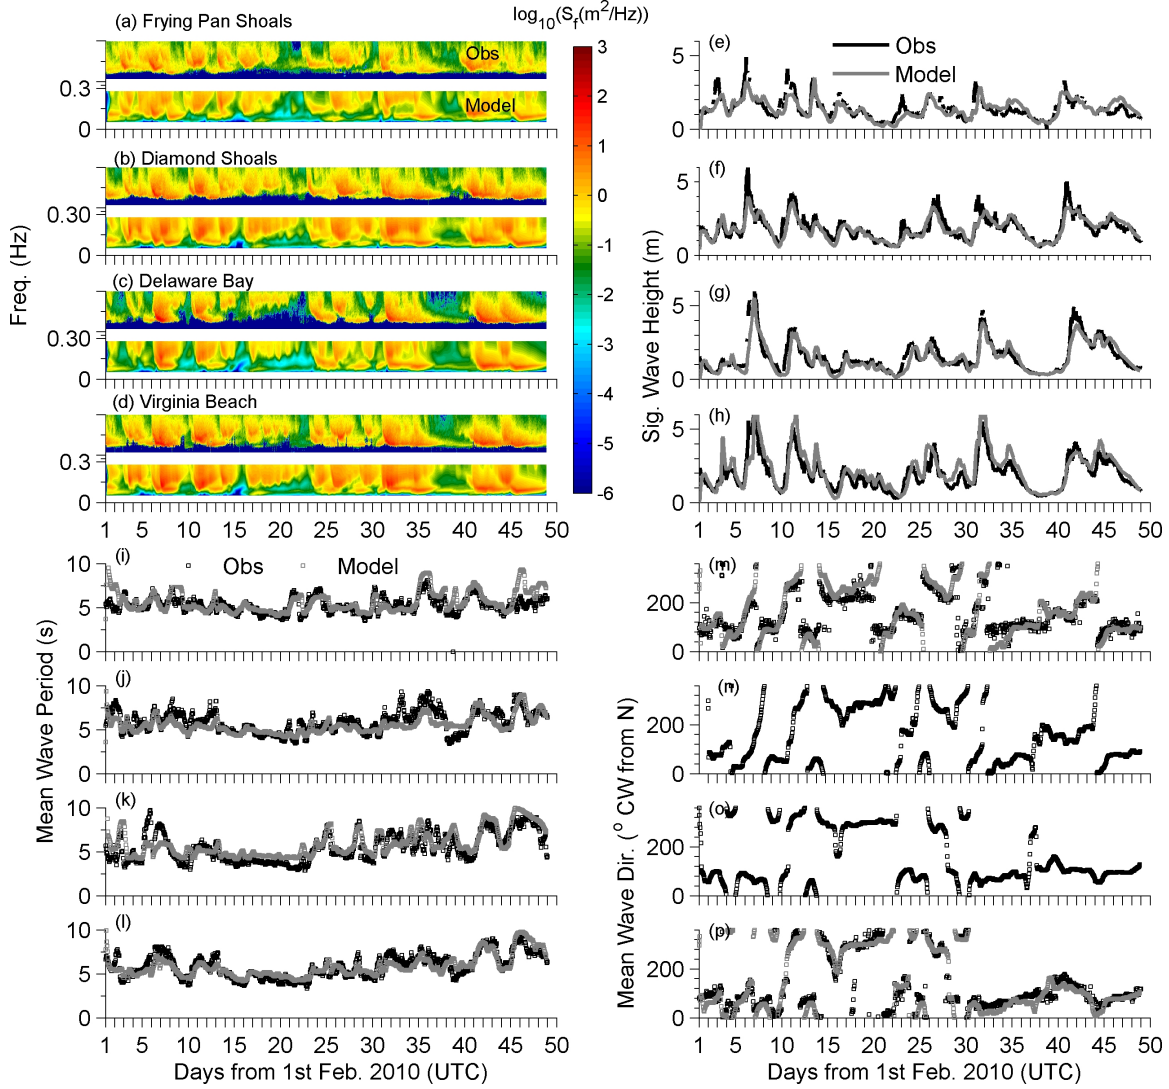 (a) Frying Pan Shoals
log10(Sf(m2/Hz))
Obs
0.3
Model
0
(b) Diamond Shoals
0.30
0
(c) Delaware Bay
0.30
0
(d) Virginia Beach
0.3
0
1 5 10 15 20 25 30 35 40 45 50
Freq. (Hz)
3
2
1
0
-1
-2
-3
-4
-5
-6
(e)
Obs
Model
5
0
(f)
5
0
(g)
5
0
(h)
5
0
1 5 10 15 20 25 30 35 40 45 50
Sig. Wave Height (m)
(i)
Obs
Model
10
5
0
(j)
10
5
0
(k)
10
5
0
(l)
10
5
0
1 5 10 15 20 25 30 35 40 45 50
Mean Wave Period (s)
Days from 1st Feb. 2010 (UTC)
(m)
200
0
(n)
200
0
(o)
200
0
(p)
200
0
1 5 10 15 20 25 30 35 40 45 50
Mean Wave Dir. (° CW from N)
Days from 1st Feb. 2010 (UTC)